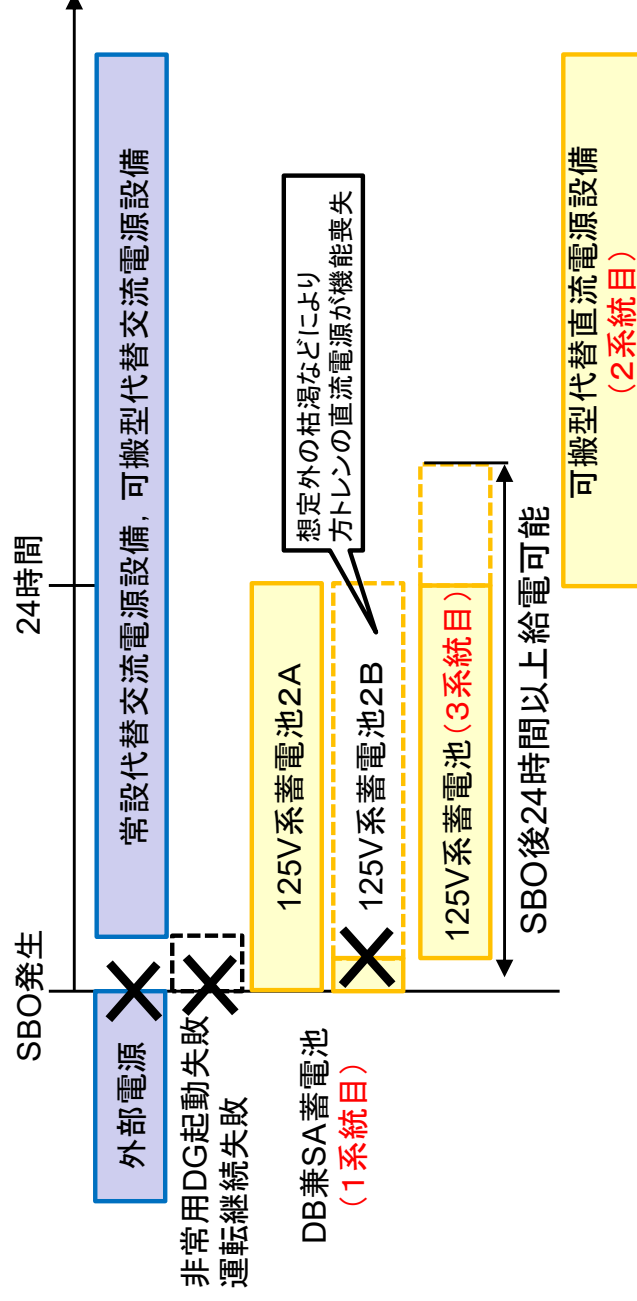 SBO発生
24時間
外部電源
常設代替交流電源設備，可搬型代替交流電源設備
非常用DG起動失敗
運転継続失敗
DB兼SA蓄電池
（１系統目）
125V系蓄電池2A
125V系蓄電池2B
想定外の枯渇などにより
方トレンの直流電源が機能喪失
125V系蓄電池（３系統目）
SBO後24時間以上給電可能
可搬型代替直流電源設備
（２系統目）